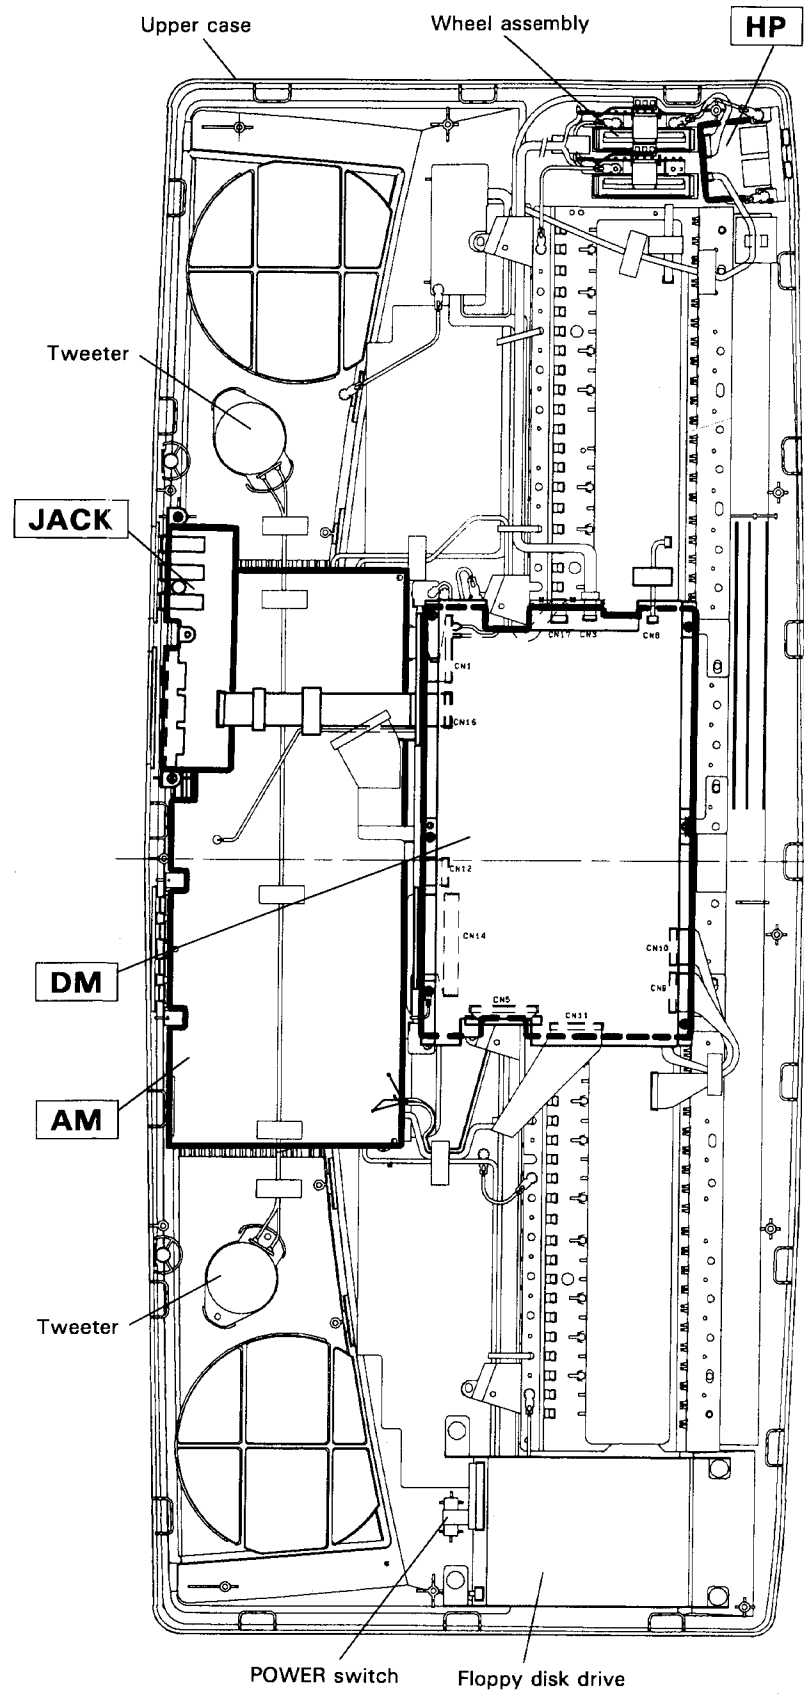 Upper case
Wheel assembly
HP
Tweeter
JACK
CN17
CN3
CN8
CN1
CN16
CN12
CN14
CN10
DM
CN9
CN5
CN11
AM
Tweeter
POWER switch
Floppy disk drive